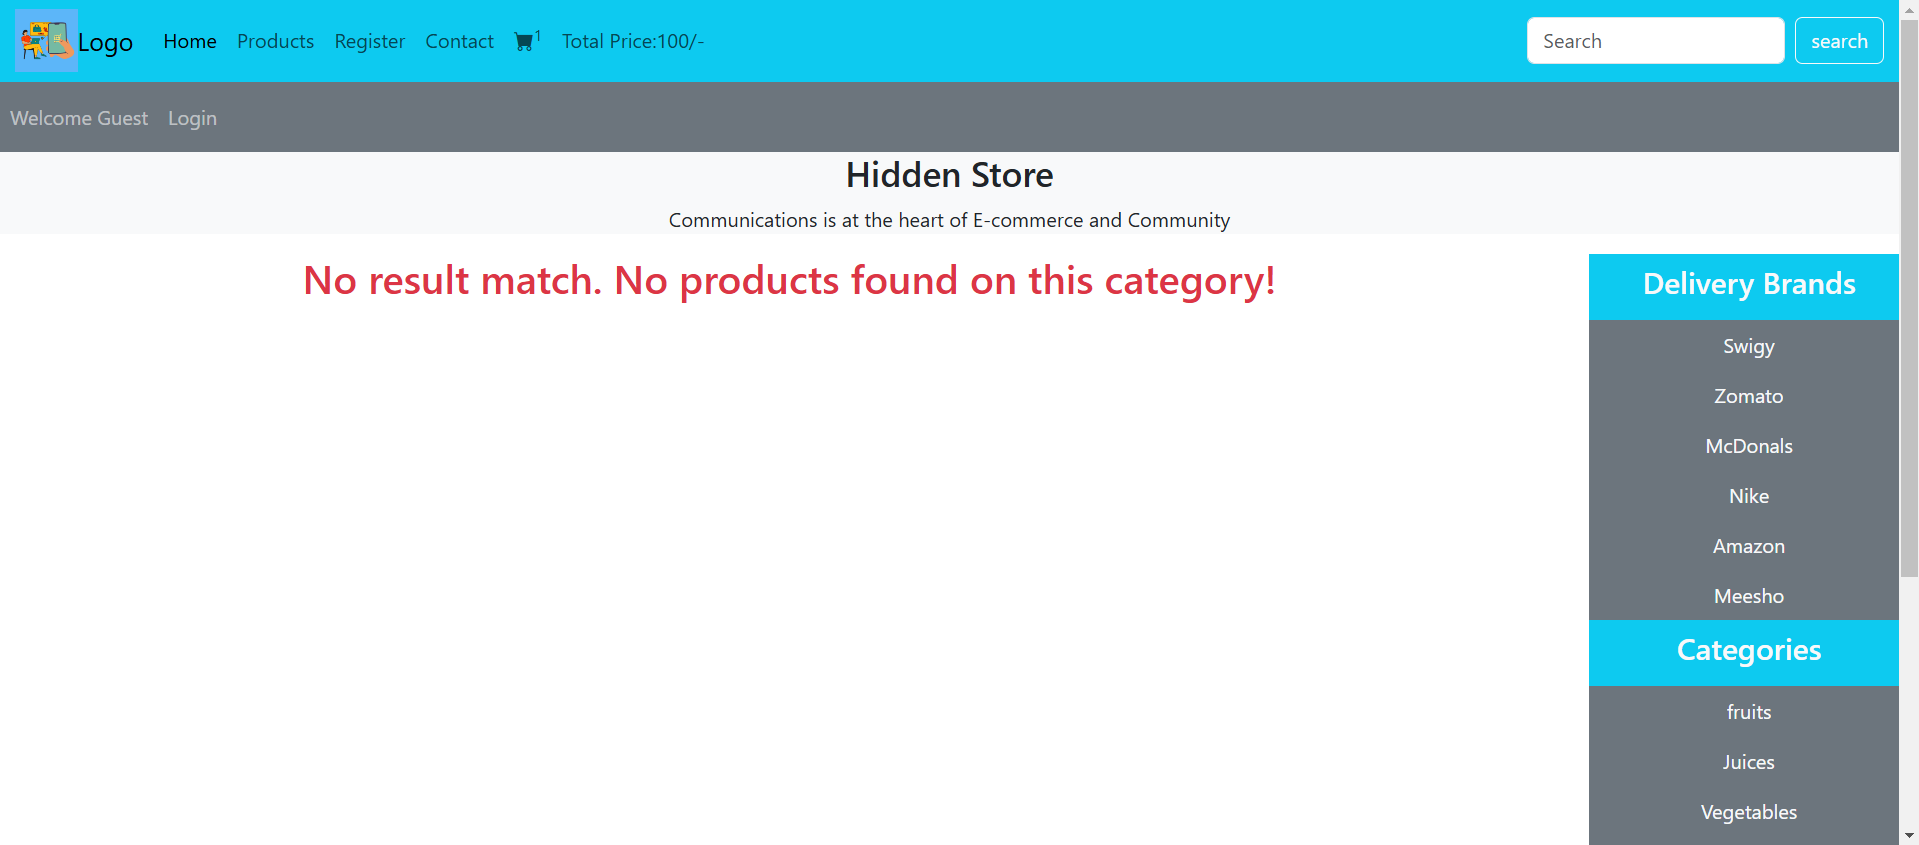 Logo Home Products Register Contact 1 Total Price:100/- Search search
Welcome Guest Login
Hidden Store
Communications is at the heart of E-commerce and Community
No result match. No products found on this category!
Delivery Brands
Swigy
Zomato
McDonals
Nike
Amazon
Meesho
Categories
fruits
Juices
Vegetables